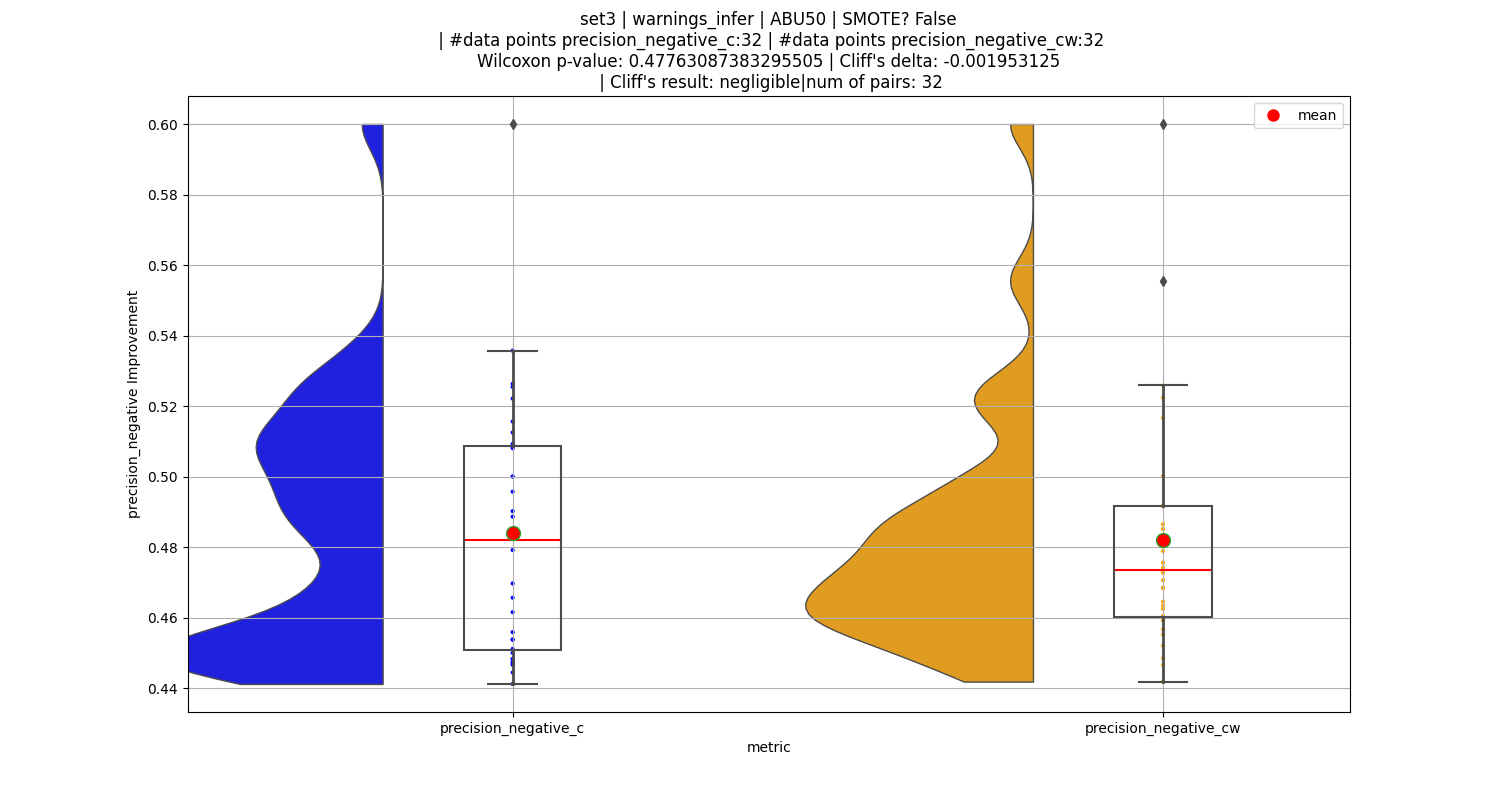 set3 | warnings_infer | ABU50 | SMOTE? False
| #data points precision_negative_c:32 | #data points precision_negative_cw:32
Wilcoxon p-value: 0.47763087383295505 | Cliff's delta: -0.001953125
| Cliff's result: negligible|num of pairs: 32
mean
precision_negative Improvement
0.60
0.58
0.56
0.54
0.52
0.50
0.48
0.46
0.44
precision_negative_c
precision_negative_cw
metric